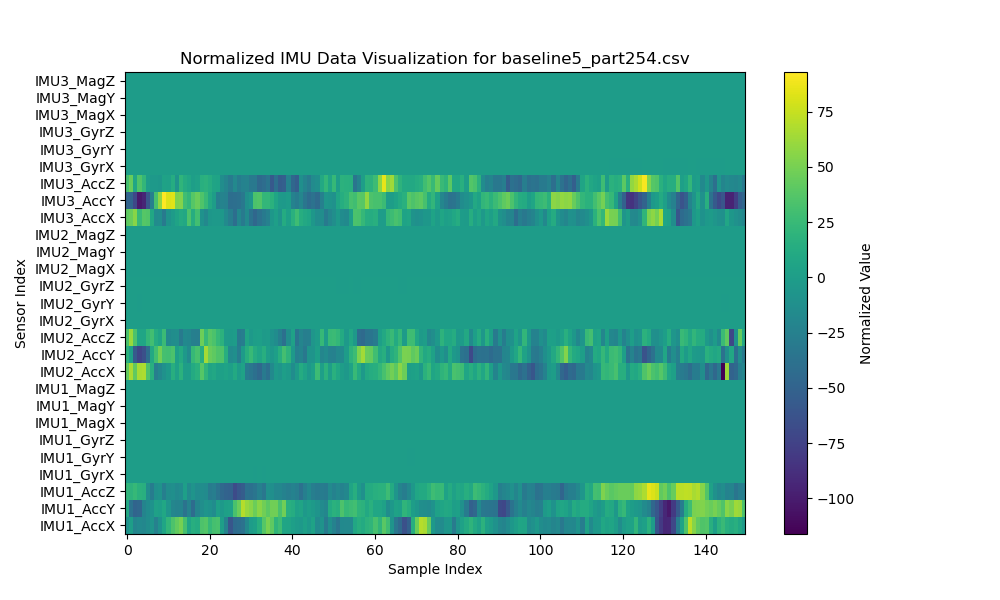 Normalized IMU Data Visualization for baseline5_part254.csv
IMU3_MagZ
IMU3_MagY
IMU3_MagX
IMU3_GyrZ
IMU3_GyrY
IMU3_GyrX
IMU3_AccZ
IMU3_AccY
IMU3_AccX
IMU2_MagZ
IMU2_MagY
IMU2_MagX
IMU2_GyrZ
IMU2_GyrY
IMU2_GyrX
IMU2_AccZ
IMU2_AccY
IMU2_AccX
IMU1_MagZ
IMU1_MagY
IMU1_MagX
IMU1_GyrZ
IMU1_GyrY
IMU1_GyrX
IMU1_AccZ
IMU1_AccY
IMU1_AccX
Sensor Index
0 20 40 60 80 100 120 140
Sample Index
75
50
25
0
−25
−50
−75
−100
Normalized Value